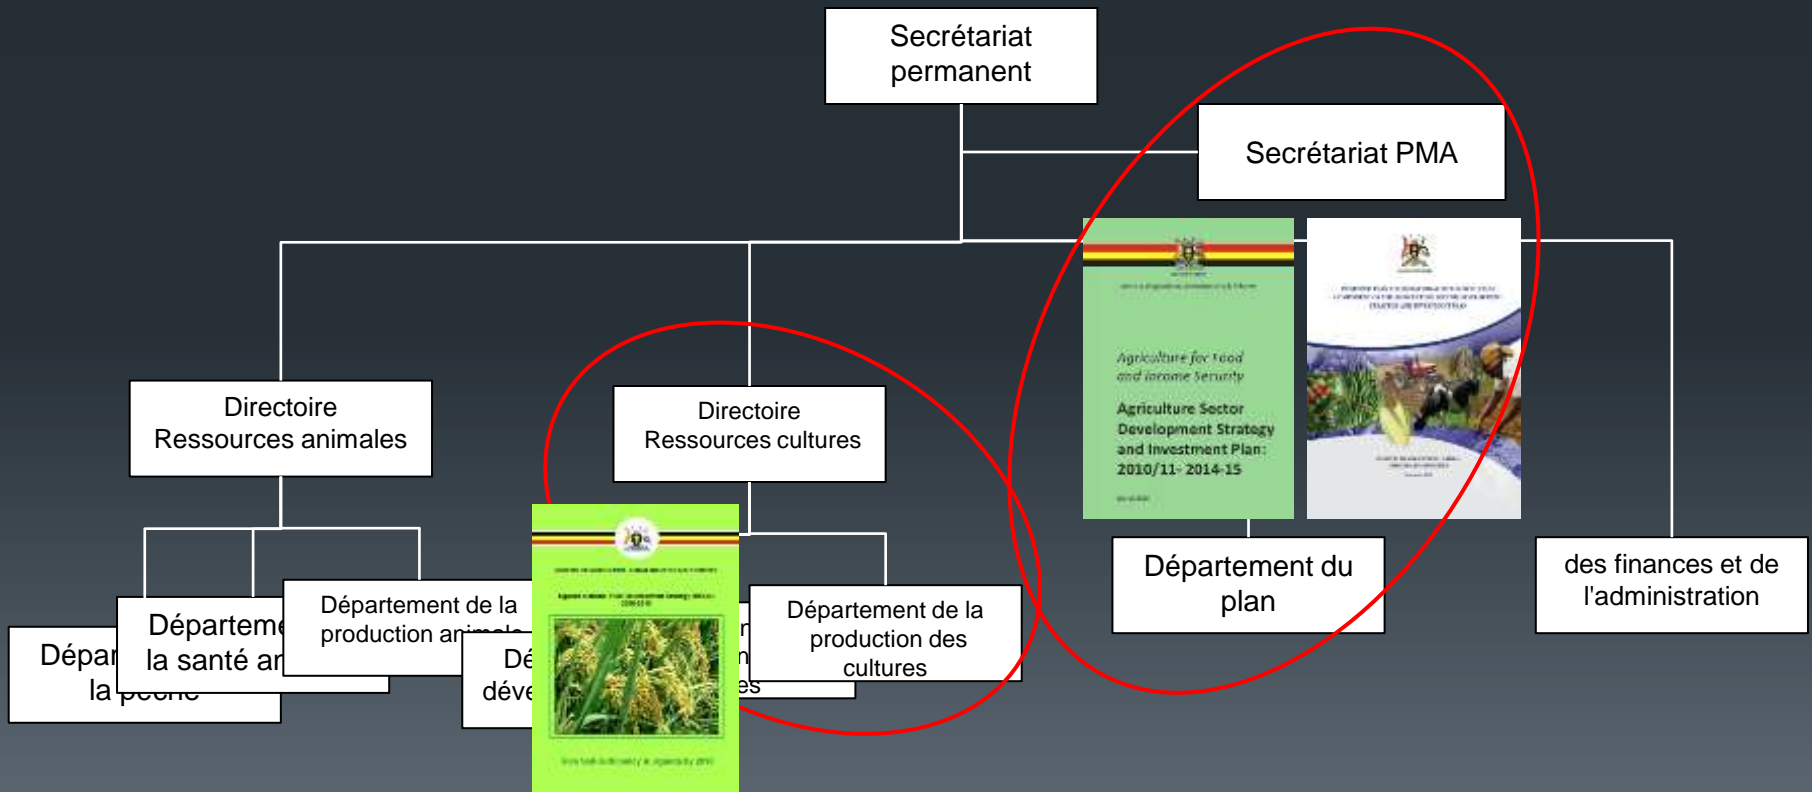 Secrétariat
permanent
Secrétariat PMA
Agriculture for Food
and Income Security
Agriculture Sector
Development Strategy
and Investment Plan:
2010/11- 2014-15
Directoire
Ressources animales
Directoire
Ressources cultures
Département du
plan
des finances et de
l'administration
Départeme
la santé an
Département de la
production animale
Dépar
la pêche
Dé
déve
Département de la
production des
cultures